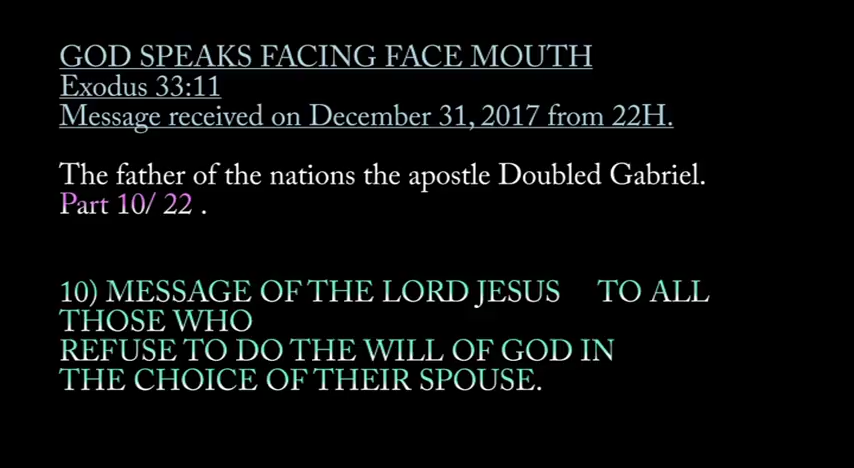 GOD SPEAKS FACING FACE MOUTH
Exodus 33:11
Message received on December 31, 2017 from 22H.
The father of the nations the apostle Doubled Gabriel.
Part 10/ 22 .
10) MESSAGE OF THE LORD JESUS TO ALL
THOSE WHO
REFUSE TO DO THE WILL OF GOD IN
THE CHOICE OF THEIR SPOUSE.